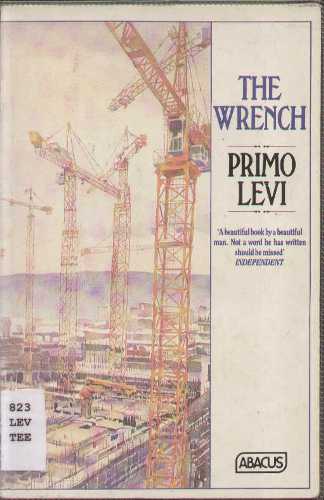 THE
WRENCH
PRIMO
LEVI
'A beautiful book by a beautiful
man. Not a word he has written
should be missed'
INDEPENDENT
823
LEV
TEE
ABACUS